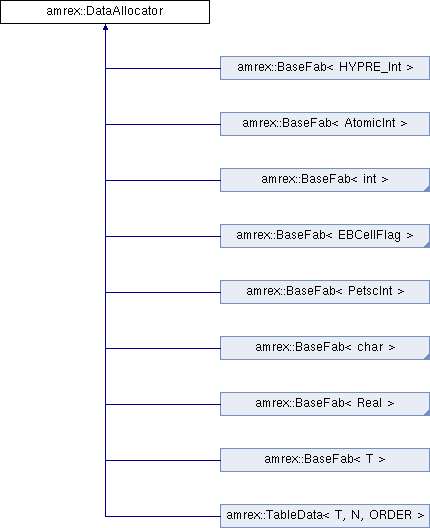 amrex::DataAllocator
amrex::BaseFab< HYPRE_Int >
amrex::BaseFab< AtomicInt >
amrex::BaseFab< int >
amrex::BaseFab< EBCellFlag >
amrex::BaseFab< PetscInt >
amrex::BaseFab< char >
amrex::BaseFab< Real >
amrex::BaseFab< T >
amrex::TableData< T, N, ORDER >